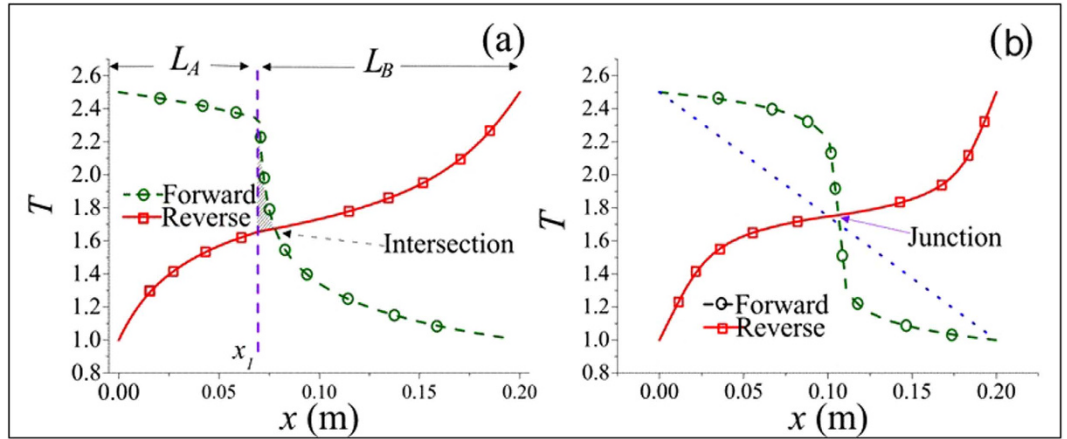 (a)
L_A
L_B
2.6
2.4
2.2
2.0
1.8
1.6
1.4
1.2
1.0
0.8
T
Forward
Reverse
Intersection
x_1
0.00
0.05
0.10
0.15
0.20
x (m)
(b)
2.6
2.4
2.2
2.0
1.8
1.6
1.4
1.2
1.0
0.8
T
Junction
Forward
Reverse
0.00
0.05
0.10
0.15
0.20
x (m)